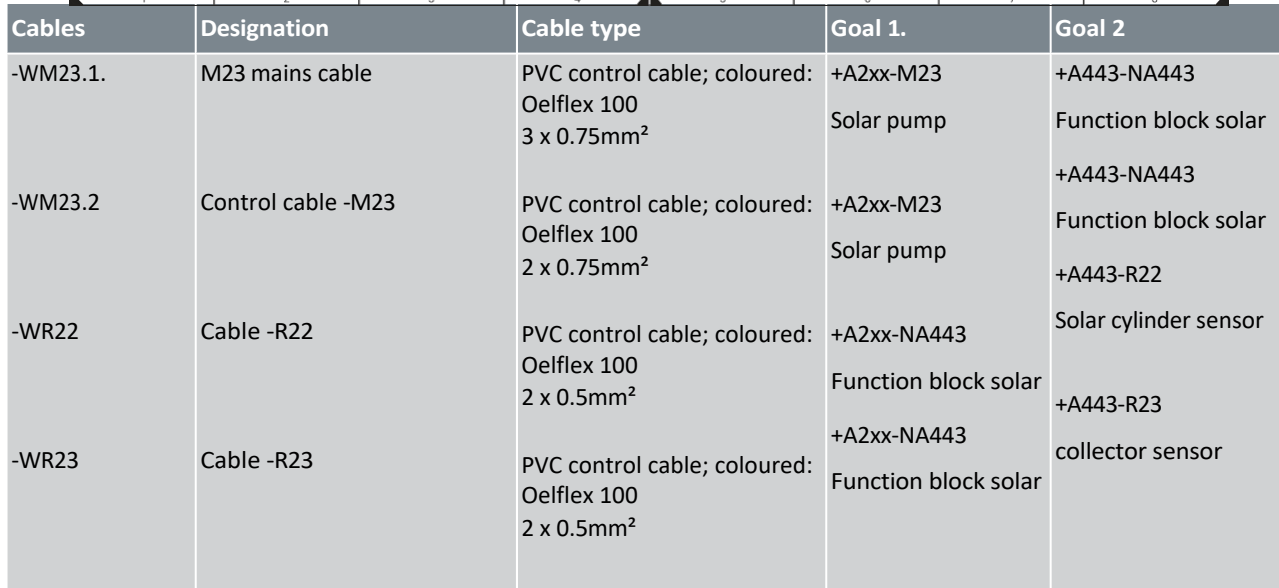 Cables Designation Cable type Goal 1. Goal 2
-WM23.1. M23 mains cable PVC control cable; coloured: +A2xx-M23 +A443-NA443
Oelflex 100
Solar pump Function block solar
3 x 0.75mm²
+A443-NA443
-WM23.2 Control cable -M23 PVC control cable; coloured: +A2xx-M23
Function block solar
Oelflex 100
Solar pump
2 x 0.75mm²
+A443-R22
Solar cylinder sensor
-WR22 Cable -R22 PVC control cable; coloured: +A2xx-NA443
Oelflex 100
Function block solar
2 x 0.5mm²
+A443-R23
+A2xx-NA443
collector sensor
-WR23 Cable -R23 PVC control cable; coloured:
Function block solar
Oelflex 100
2 x 0.5mm²